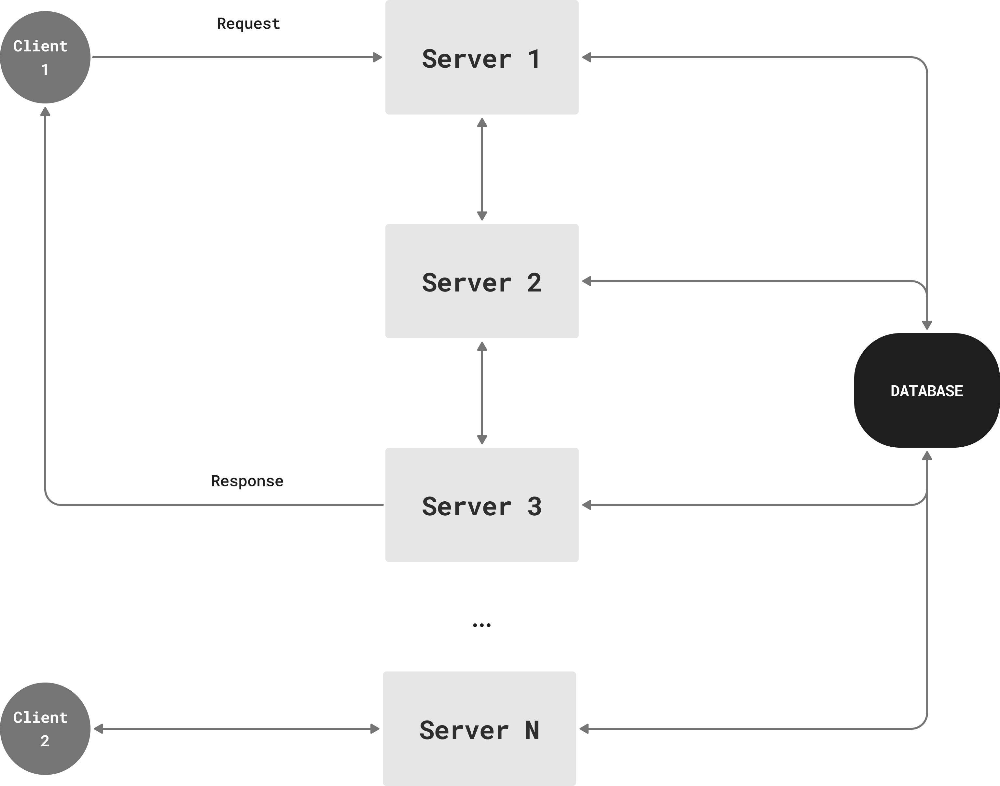 Request
Client
1
Server 1
Server 2
DATABASE
Response
Server 3
...
Client
2
Server N